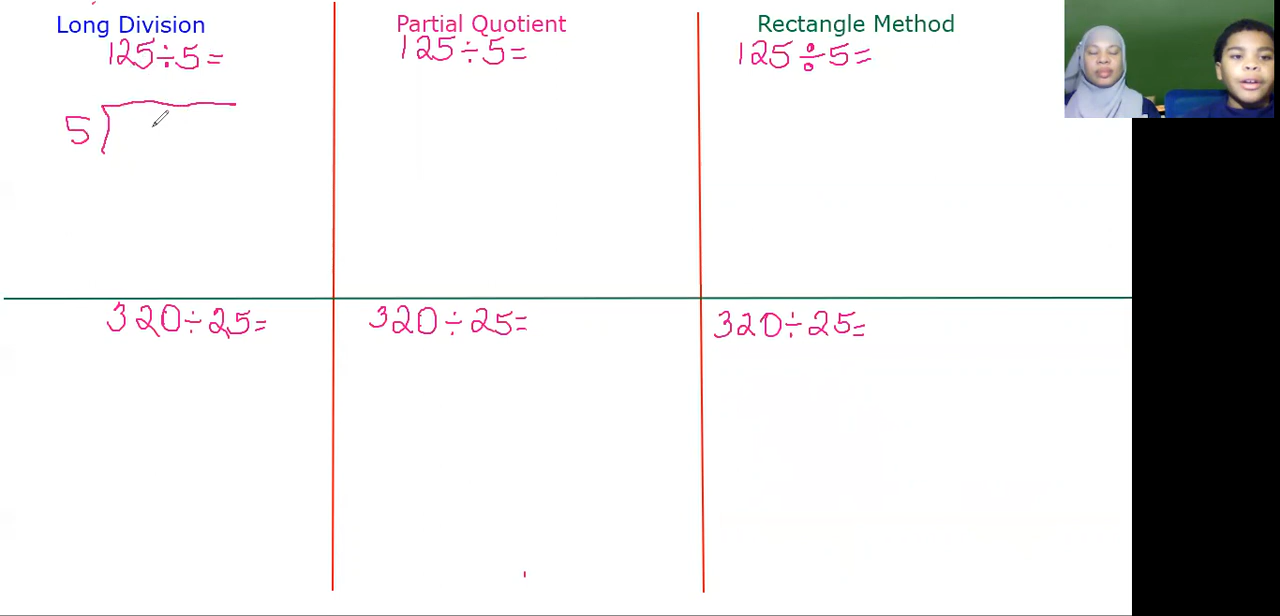 Long Division
125÷5=
5
Partial Quotient
125÷5=
Rectangle Method
125÷5=
320÷25=
320÷25=
320÷25=